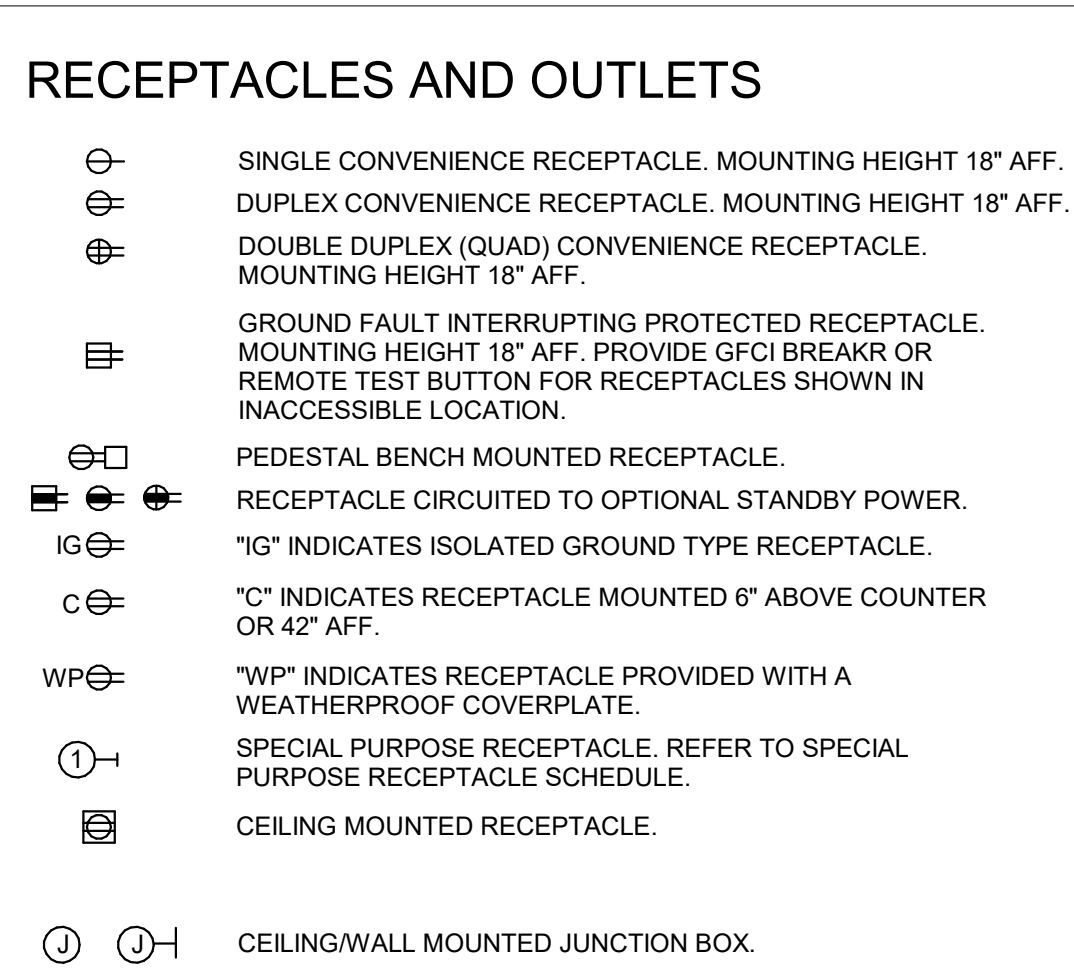 RECEPTACLES AND OUTLETS
SINGLE CONVENIENCE RECEPTACLE. MOUNTING HEIGHT 18" AFF.
DUPLEX CONVENIENCE RECEPTACLE. MOUNTING HEIGHT 18" AFF.
DOUBLE DUPLEX (QUAD) CONVENIENCE RECEPTACLE.
MOUNTING HEIGHT 18" AFF.
GROUND FAULT INTERRUPTING PROTECTED RECEPTACLE.
MOUNTING HEIGHT 18" AFF. PROVIDE GFCI BREAKR OR
REMOTE TEST BUTTON FOR RECEPTACLES SHOWN IN
INACCESSIBLE LOCATION.
PEDESTAL BENCH MOUNTED RECEPTACLE.
RECEPTACLE CIRCUITED TO OPTIONAL STANDBY POWER.
IG "IG" INDICATES ISOLATED GROUND TYPE RECEPTACLE.
C "C" INDICATES RECEPTACLE MOUNTED 6" ABOVE COUNTER
OR 42" AFF.
WP "WP" INDICATES RECEPTACLE PROVIDED WITH A
WEATHERPROOF COVERPLATE.
1 SPECIAL PURPOSE RECEPTACLE. REFER TO SPECIAL
PURPOSE RECEPTACLE SCHEDULE.
CEILING MOUNTED RECEPTACLE.
J J CEILING/WALL MOUNTED JUNCTION BOX.